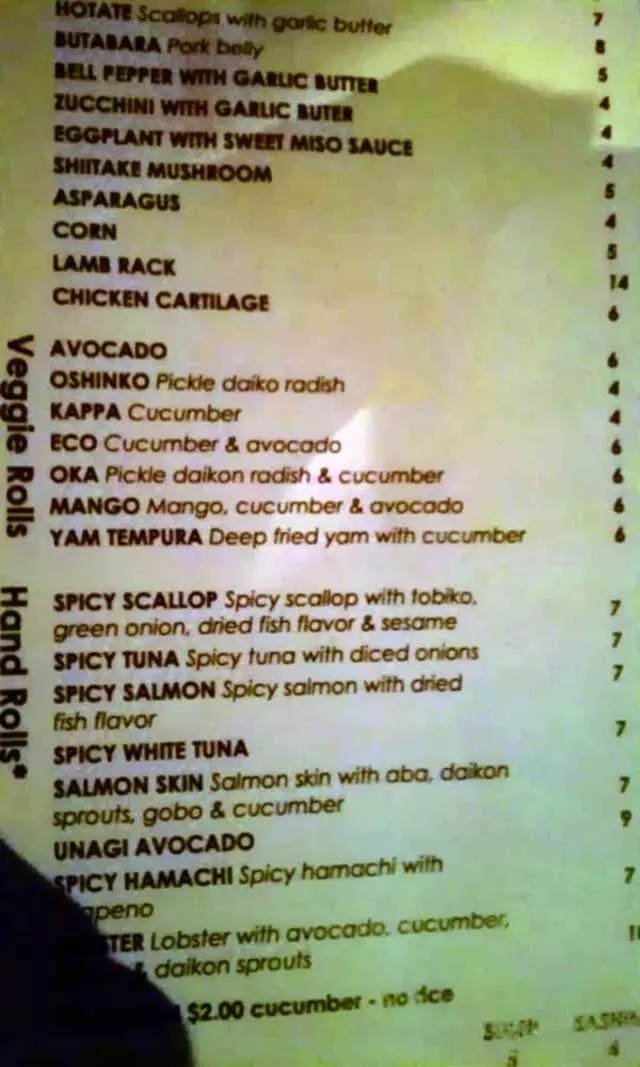 HOTATE Scallops with garlic butter 7
BUTABARA Pork belly 8
BELL PEPPER WITH GARLIC BUTTER 5
ZUCCHINI WITH GARLIC BUTER 4
EGGPLANT WITH SWEET MISO SAUCE 4
SHIITAKE MUSHROOM 4
ASPARAGUS 5
CORN 4
LAMB RACK 5
CHICKEN CARTILAGE 14
6
Veggie Rolls
AVOCADO 6
OSHINKO Pickle daiko radish 4
KAPPA Cucumber 4
ECO Cucumber & avocado 6
OKA Pickle daikon radish & cucumber 6
MANGO Mango, cucumber & avocado 6
YAM TEMPURA Deep fried yam with cucumber 6
Hand Rolls*
SPICY SCALLOP Spicy scallop with tobiko, 7
green onion, dried fish flavor & sesame
SPICY TUNA Spicy tuna with diced onions 7
SPICY SALMON Spicy salmon with dried 7
fish flavor
SPICY WHITE TUNA 7
SALMON SKIN Salmon skin with aba, daikon 7
sprouts, gobo & cucumber
UNAGI AVOCADO 9
SPICY HAMACHI Spicy hamachi with 7
apeno
TER Lobster with avocado, cucumber,
& daikon sprouts
$2.00 cucumber - no rice
3 4